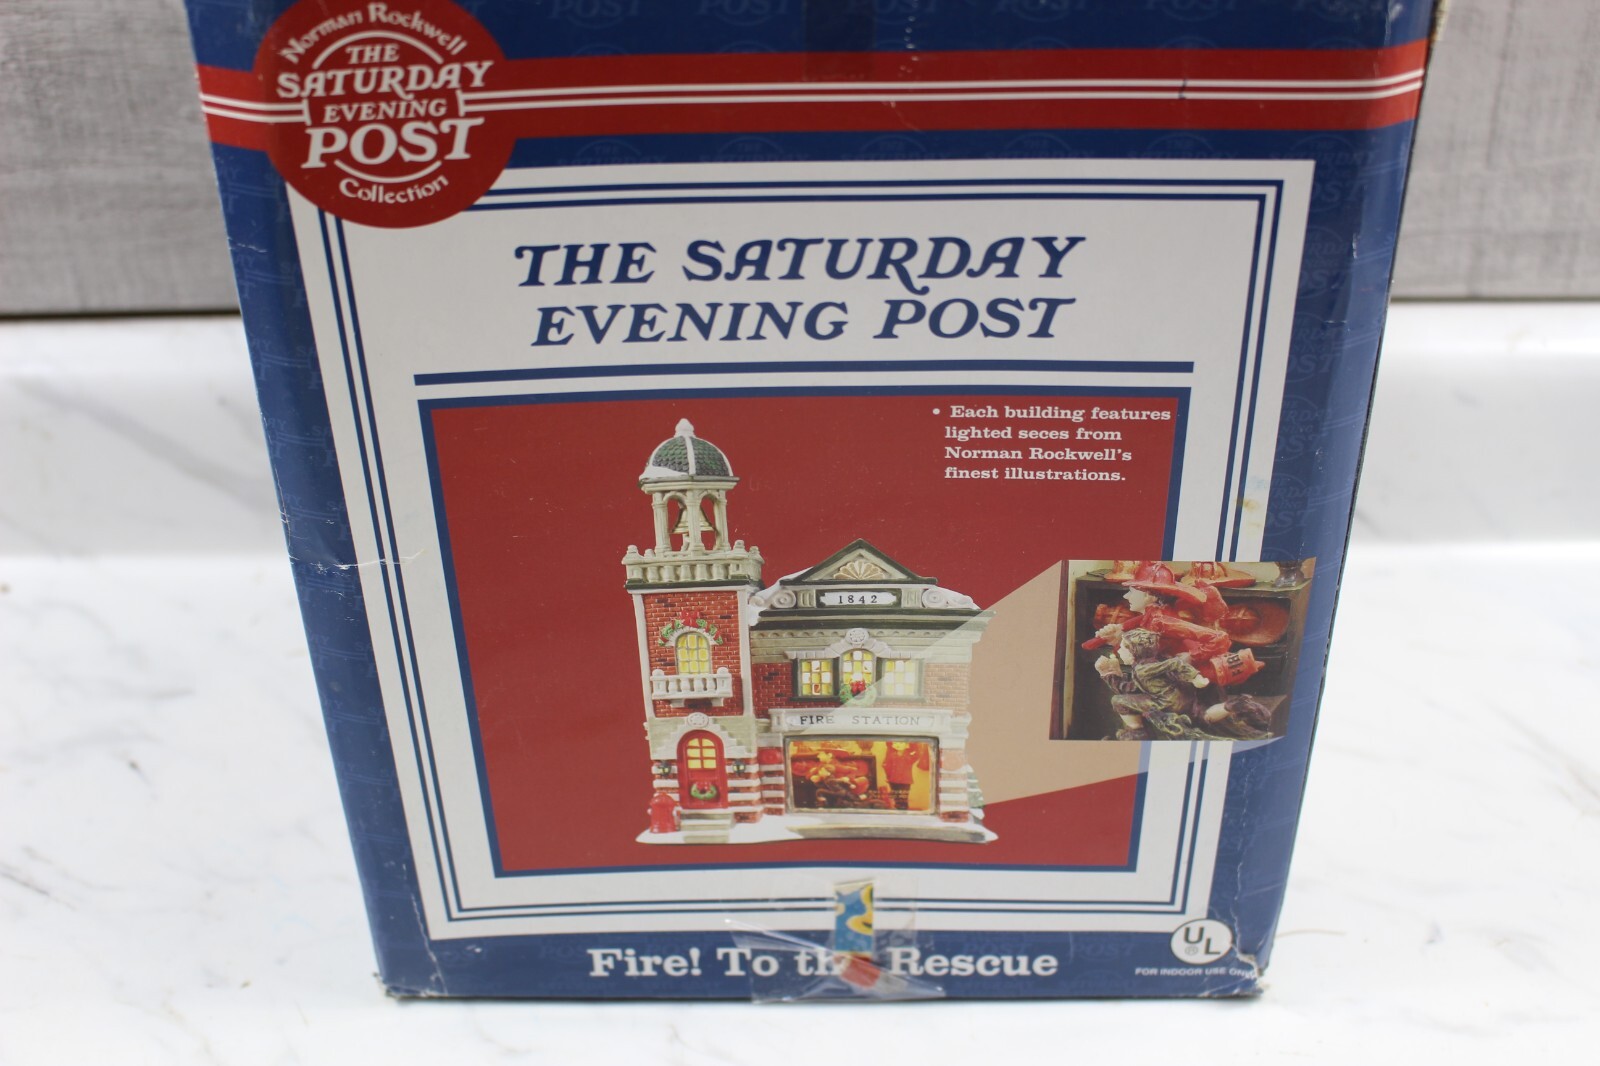 Norman Rockwell
THE
SATURDAY
EVENING
POST
Collection
THE SATURDAY
EVENING POST
• Each building features
lighted seces from
Norman Rockwell's
finest illustrations.
1842
FIRE STATION
Fire! To th Rescue
UL
®
FOR INDOOR USE ONLY